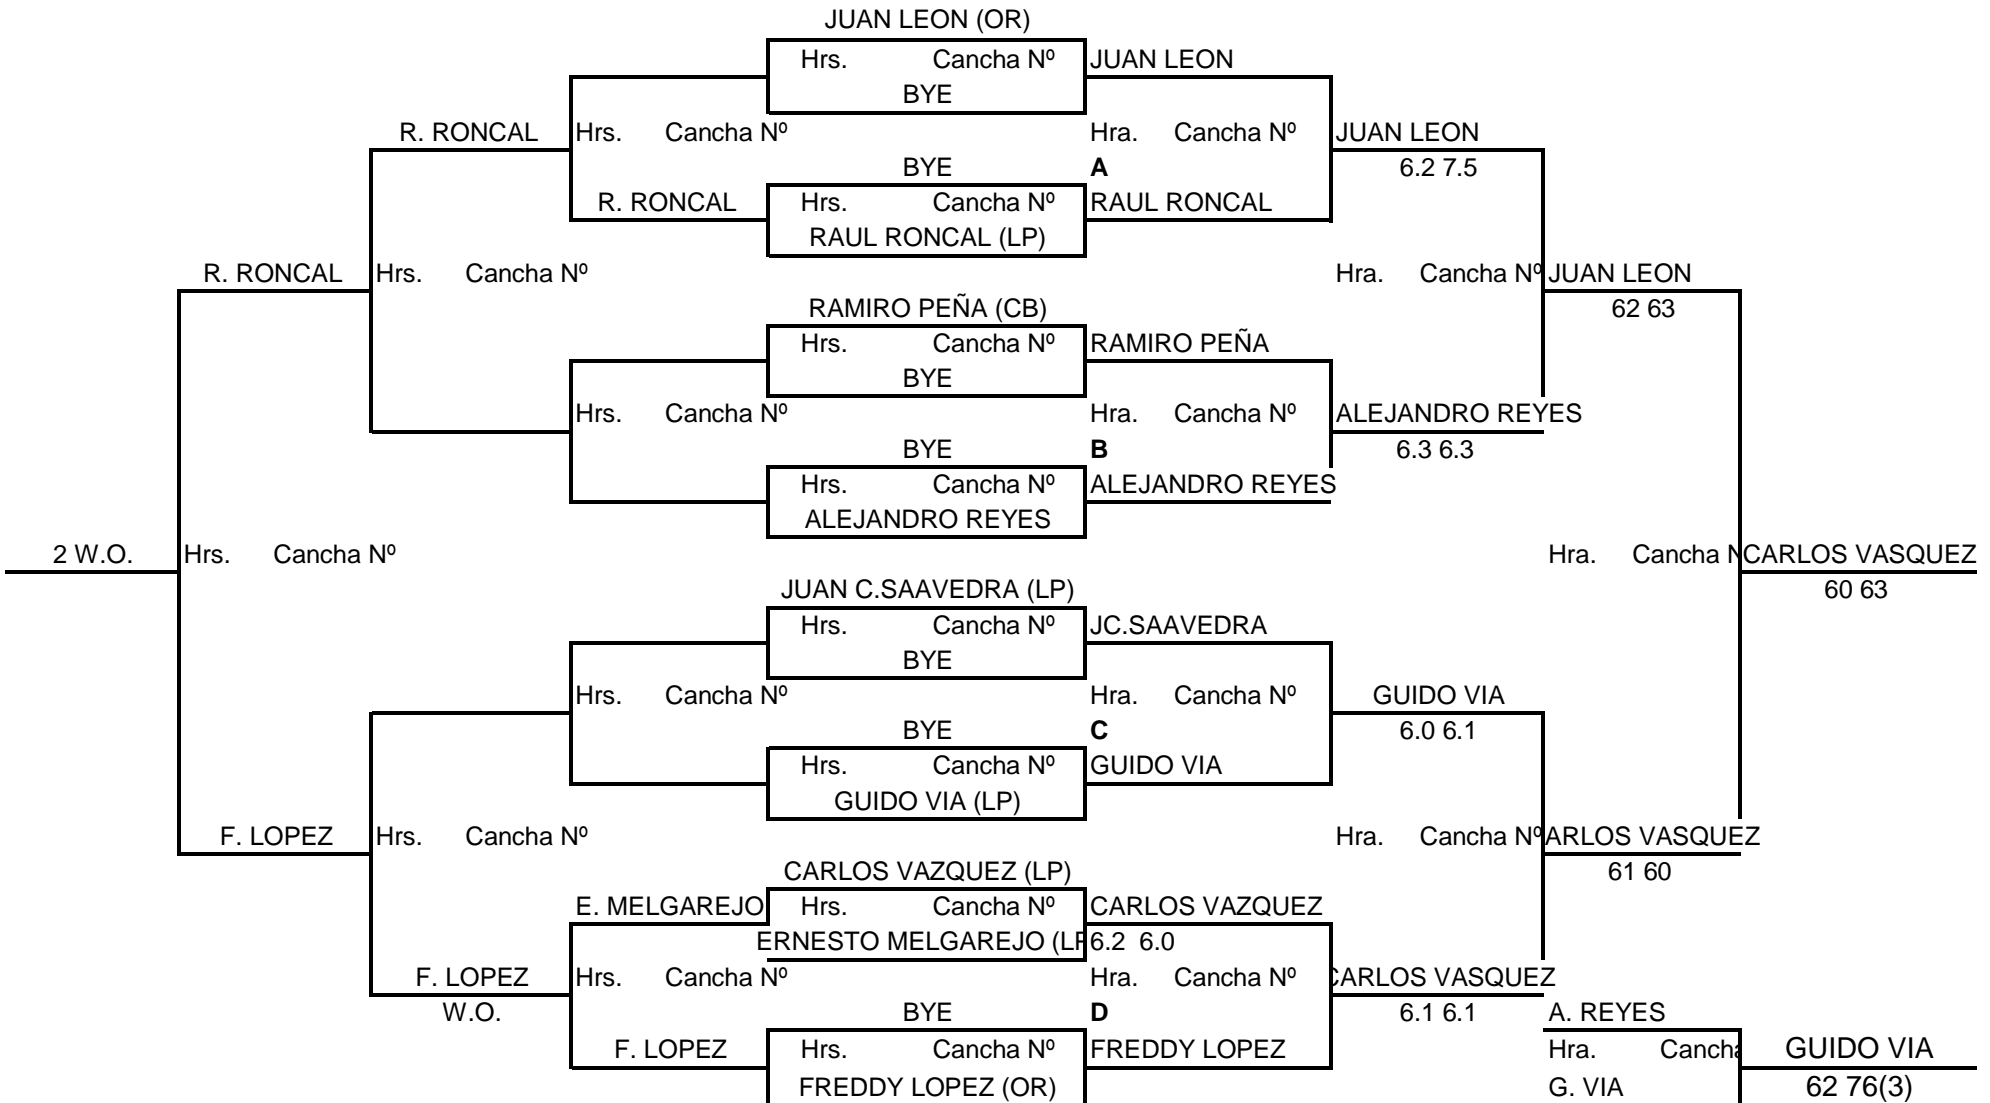 JUAN LEON (OR)
Hrs. Cancha Nº JUAN LEON
BYE
R. RONCAL Hrs. Cancha Nº Hra. Cancha Nº JUAN LEON
BYE A 6.2 7.5
R. RONCAL Hrs. Cancha Nº RAUL RONCAL
RAUL RONCAL (LP)
R. RONCAL Hrs. Cancha Nº Hra. Cancha Nº JUAN LEON
RAMIRO PEÑA (CB) 62 63
Hrs. Cancha Nº RAMIRO PEÑA
BYE
Hrs. Cancha Nº Hra. Cancha Nº ALEJANDRO REYES
BYE B 6.3 6.3
Hrs. Cancha Nº ALEJANDRO REYES
ALEJANDRO REYES
2 W.O. Hrs. Cancha Nº Hra. Cancha N CARLOS VASQUEZ
JUAN C.SAAVEDRA (LP) 60 63
Hrs. Cancha Nº JC.SAAVEDRA
BYE
Hrs. Cancha Nº Hra. Cancha Nº GUIDO VIA
BYE C 6.0 6.1
Hrs. Cancha Nº GUIDO VIA
GUIDO VIA (LP)
F. LOPEZ Hrs. Cancha Nº Hra. Cancha Nº ARLOS VASQUEZ
CARLOS VAZQUEZ (LP) 61 60
E. MELGAREJO Hrs. Cancha Nº CARLOS VAZQUEZ
ERNESTO MELGAREJO (LP 6.2 6.0
F. LOPEZ Hrs. Cancha Nº Hra. Cancha Nº CARLOS VASQUEZ
W.O. BYE D 6.1 6.1 A. REYES
F. LOPEZ Hrs. Cancha Nº FREDDY LOPEZ Hra. Cancha GUIDO VIA
FREDDY LOPEZ (OR) G. VIA 62 76(3)